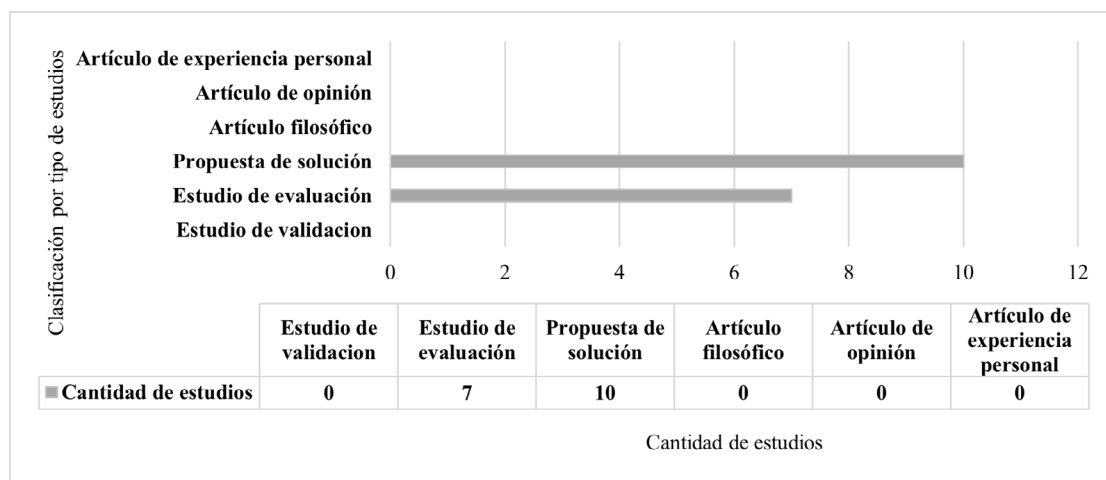 Clasificación por tipo de estudios
Artículo de experiencia personal
Artículo de opinión
Artículo filosófico
Propuesta de solución
Estudio de evaluación
Estudio de validacion
0 2 4 6 8 10 12
Estudio de validacion
Estudio de evaluación
Propuesta de solución
Artículo filosófico
Artículo de opinión
Artículo de experiencia personal
Cantidad de estudios 0 7 10 0 0 0
Cantidad de estudios